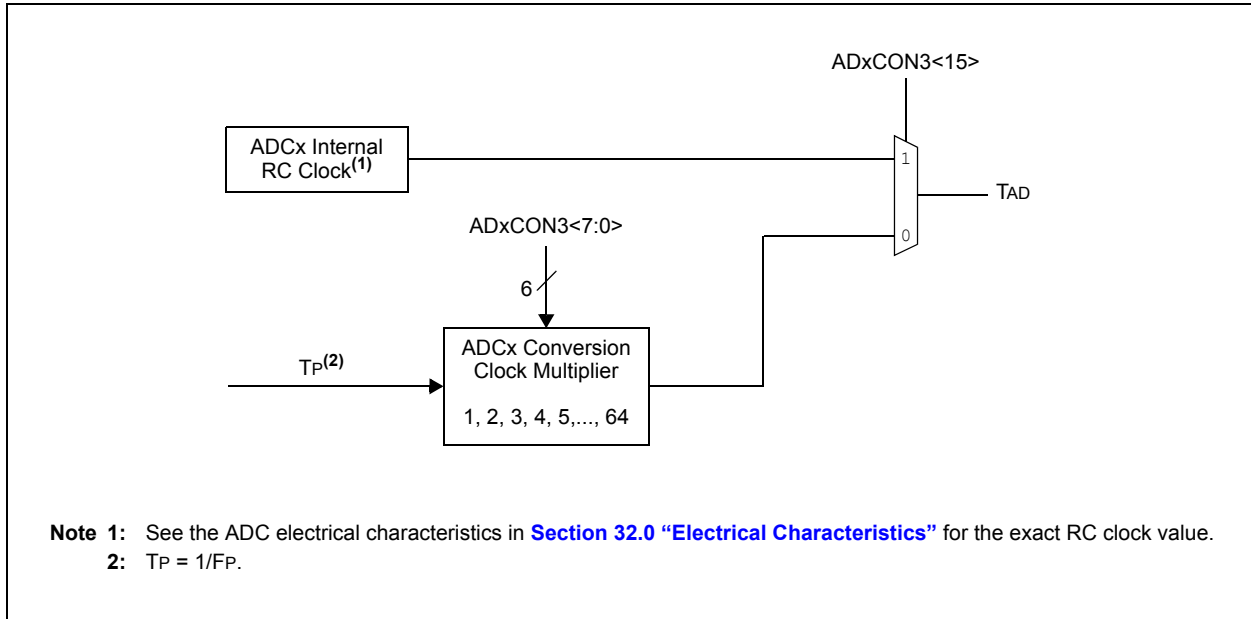 ADxCON3<15>
ADCx Internal
RC Clock(1)
1
TAD
ADxCON3<7:0>
0
6
ADCx Conversion
Clock Multiplier
TP(2)
1, 2, 3, 4, 5,..., 64
Note 1: See the ADC electrical characteristics in Section 32.0 “Electrical Characteristics” for the exact RC clock value.
2: TP = 1/FP.